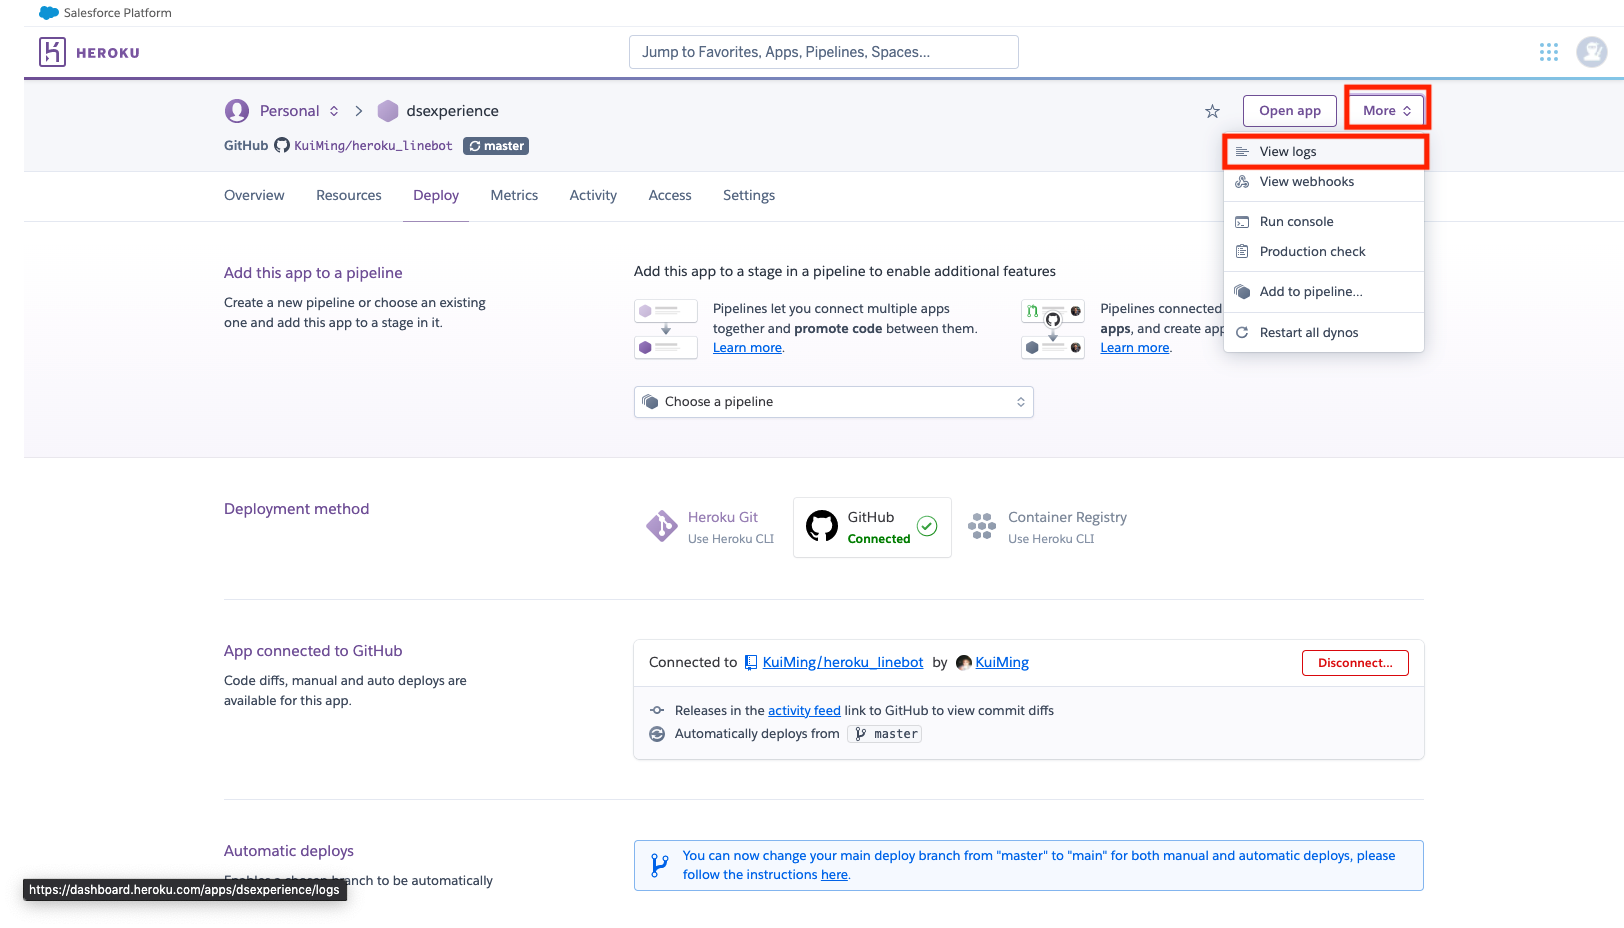 Salesforce Platform
HEROKU
Jump to Favorites, Apps, Pipelines, Spaces...
Personal
dsexperience
Open app
More
GitHub KuiMing/heroku_linebot master
View logs
View webhooks
Run console
Production check
Add to pipeline...
Restart all dynos
Overview Resources Deploy Metrics Activity Access Settings
Add this app to a pipeline
Create a new pipeline or choose an existing
one and add this app to a stage in it.
Add this app to a stage in a pipeline to enable additional features
Pipelines let you connect multiple apps
together and promote code between them.
Learn more.
Pipelines connected
apps, and create app
Learn more.
Choose a pipeline
Deployment method
Heroku Git
Use Heroku CLI
GitHub
Connected
Container Registry
Use Heroku CLI
App connected to GitHub
Code diffs, manual and auto deploys are
available for this app.
Connected to KuiMing/heroku_linebot by KuiMing
Disconnect...
Releases in the activity feed link to GitHub to view commit diffs
Automatically deploys from master
Automatic deploys
branch to be automatically
You can now change your main deploy branch from "master" to "main" for both manual and automatic deploys, please
follow the instructions here.
https://dashboard.heroku.com/apps/dsexperience/logs